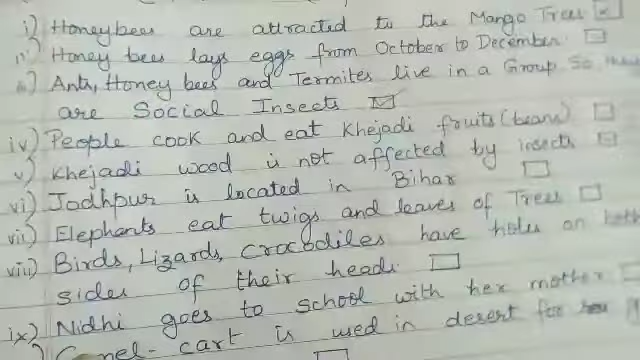 i) Honeybees are attracted to the Mango Trees
ii) Honey bees lays eggs from October to December.
iii) Ants, Honey bees and Termites live in a Group. So
are Social Insects
iv) People cook and eat Khejadi fruits (beans)
v) Khejadi wood is not affected by insects
vi) Jodhpur is located in Bihar
vii) Elephants eat twigs and leaves of Trees
viii) Birds, Lizards, Crocodiles have holes on both
sides of their heads.
ix) Nidhi goes to school with her mother
cart is used in desert for